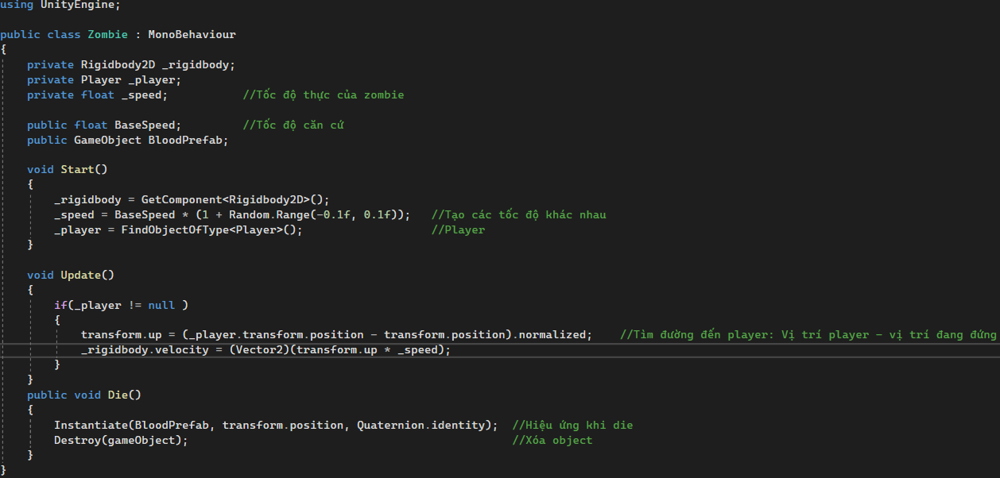 using UnityEngine;
public class Zombie : MonoBehaviour
{
    private Rigidbody2D _rigidbody;
    private Player _player;
    private float _speed;           //Tốc độ thực của zombie
    public float BaseSpeed;         //Tốc độ căn cứ
    public GameObject BloodPrefab;
    void Start()
    {
        _rigidbody = GetComponent<Rigidbody2D>();
        _speed = BaseSpeed * (1 + Random.Range(-0.1f, 0.1f));   //Tạo các tốc độ khác nhau
        _player = FindObjectOfType<Player>();                   //Player
    }
    void Update()
    {
        if(_player != null )
        {
            transform.up = (_player.transform.position - transform.position).normalized;    //Tìm đường đến player: Vị trí player - vị trí đang đứng
            _rigidbody.velocity = (Vector2)(transform.up * _speed);
        }
    }
    public void Die()
    {
        Instantiate(BloodPrefab, transform.position, Quaternion.identity);  //Hiệu ứng khi die
        Destroy(gameObject);                                                //Xóa object
    }
}